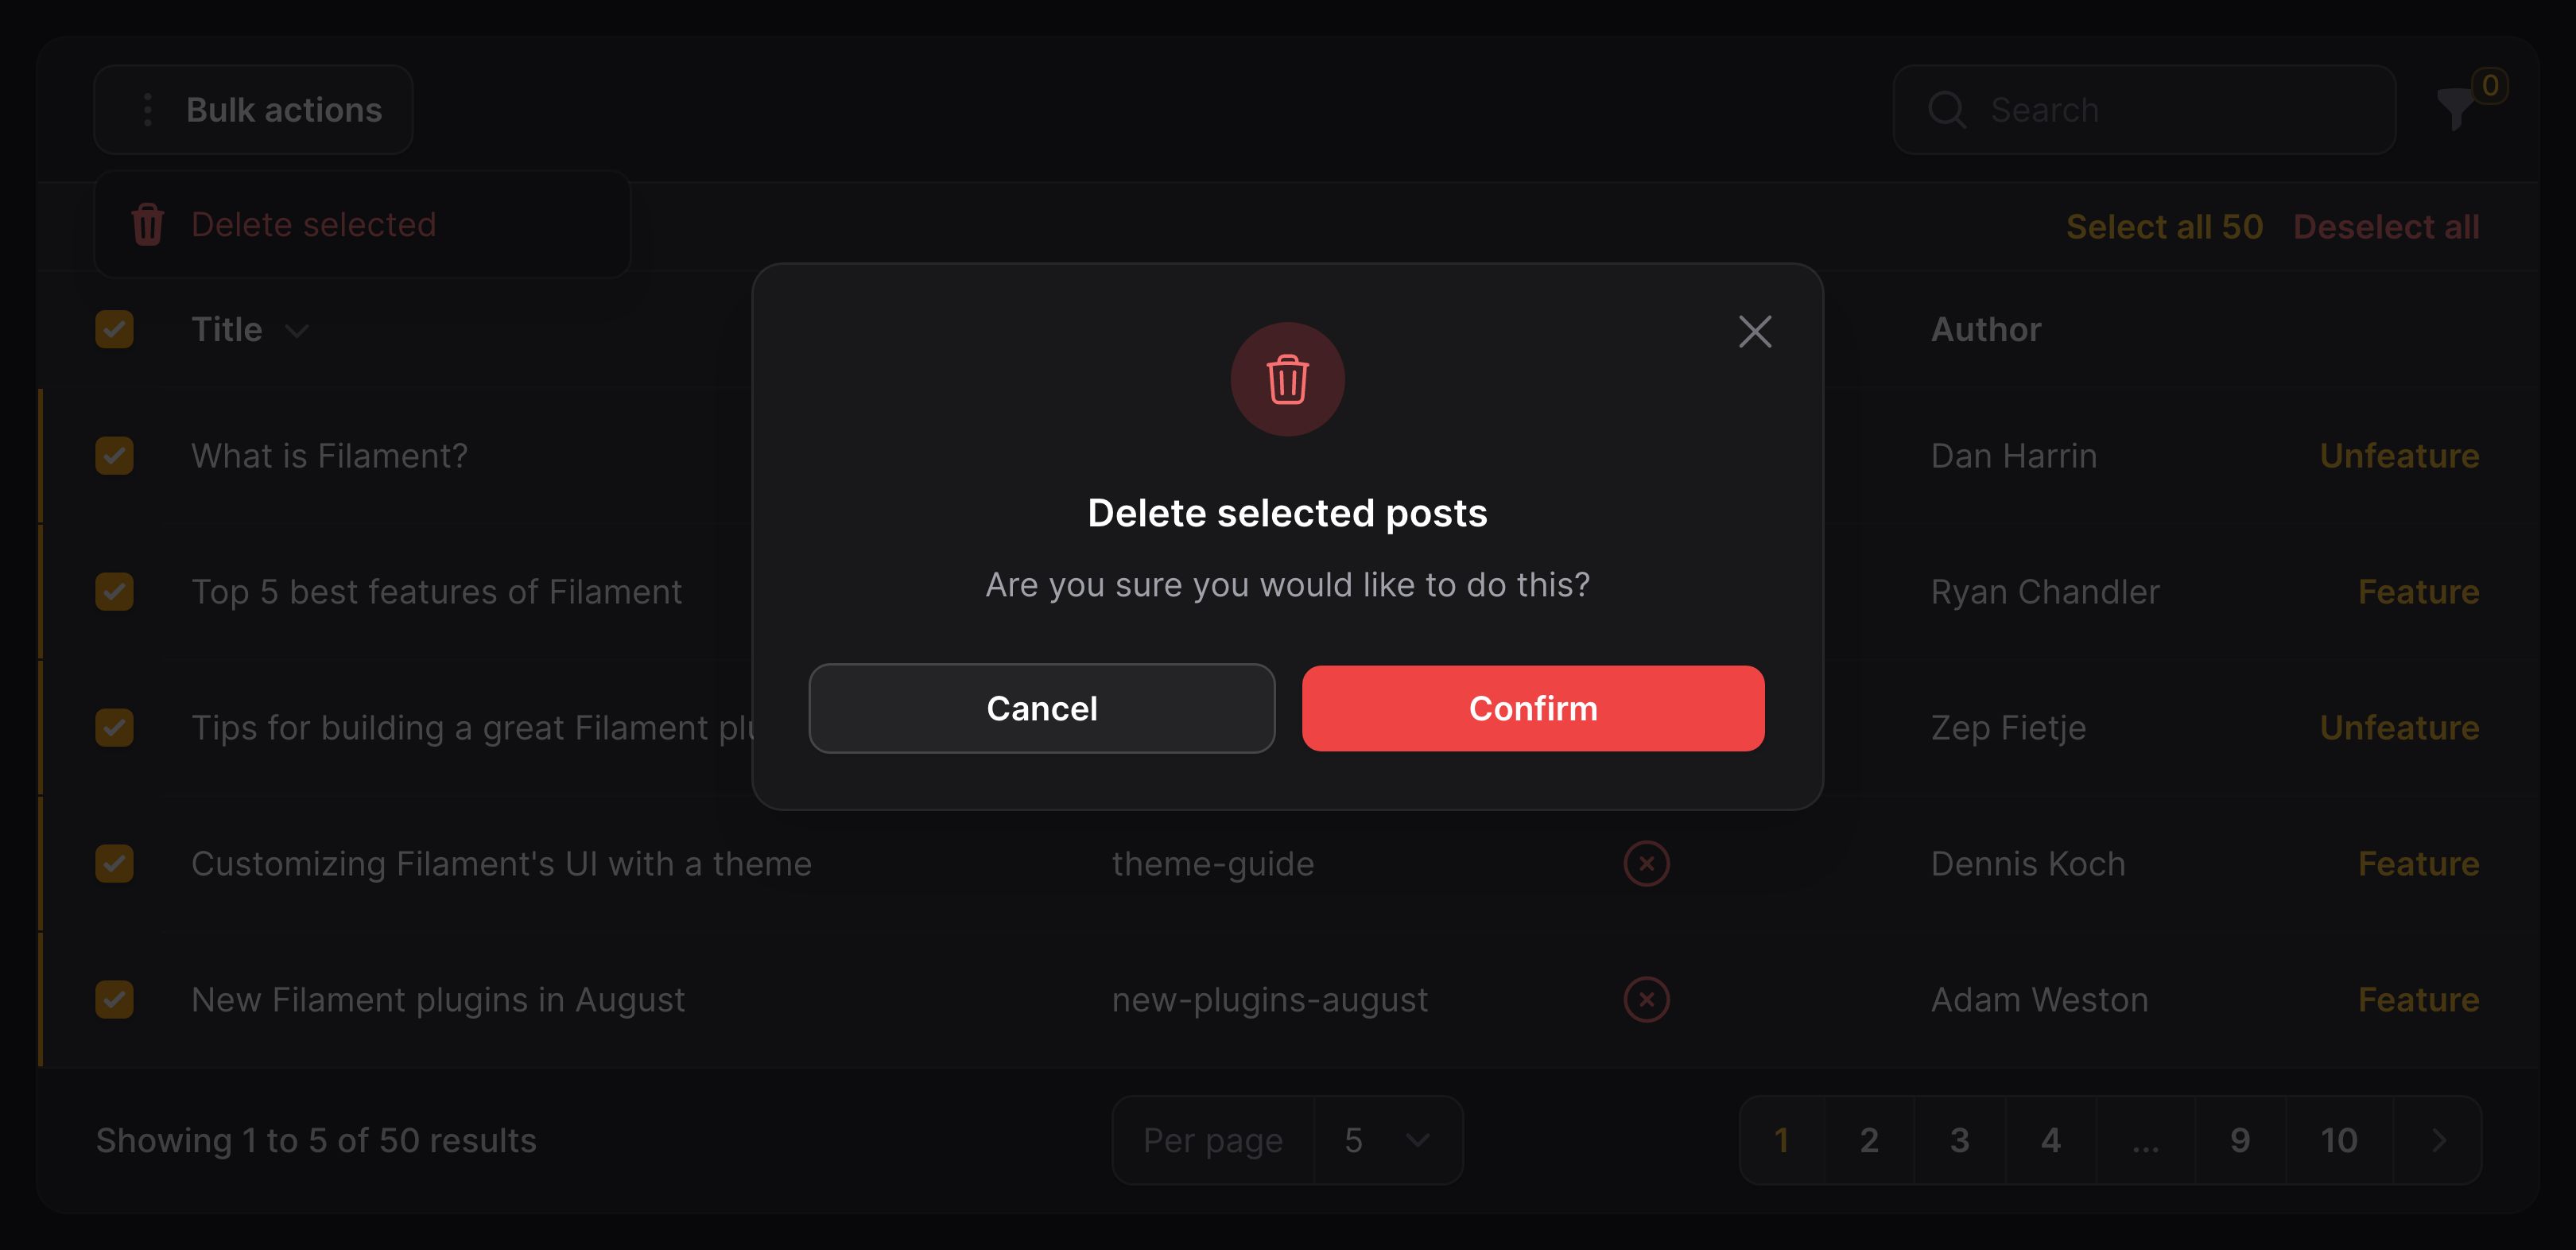 Bulk actions
Search
0
Delete selected
Select all 50 Deselect all
Title
Author
What is Filament?
Dan Harrin
Unfeature
Top 5 best features of Filament
Ryan Chandler
Feature
Tips for building a great Filament
Zep Fietje
Unfeature
Delete selected posts
Are you sure you would like to do this?
Cancel
Confirm
Customizing Filament's UI with a theme
theme-guide
Dennis Koch
Feature
New Filament plugins in August
new-plugins-august
Adam Weston
Feature
Showing 1 to 5 of 50 results
Per page 5
1 2 3 4 ... 9 10